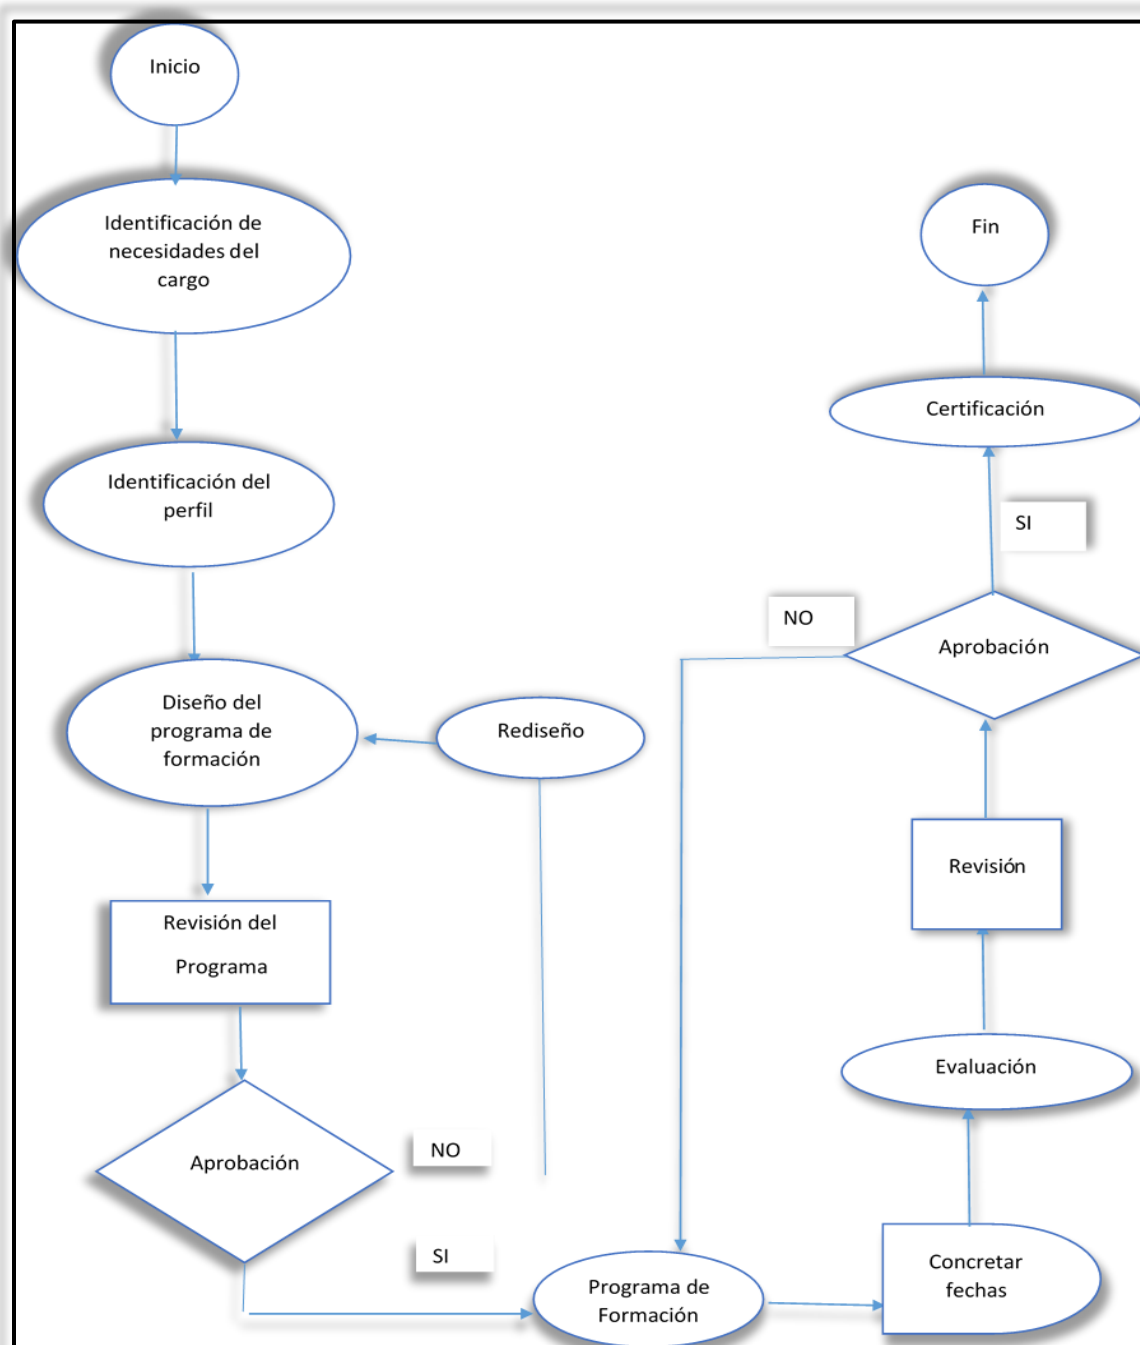 Inicio
Identificación de
necesidades del
cargo
Identificación del
perfil
Diseño del
programa de
formación
Rediseño
Revisión del
Programa
Aprobación
NO
SI
Programa de
Formación
Concretar
fechas
Evaluación
Revisión
Aprobación
NO
SI
Certificación
Fin